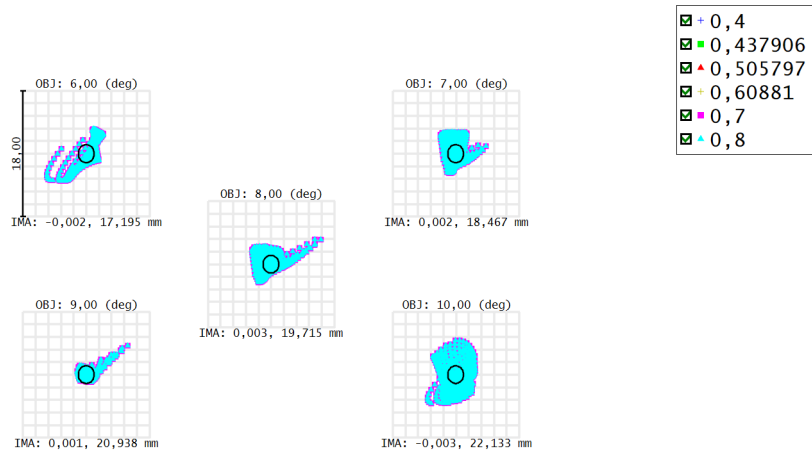 0,4
0,437906
0,505797
0,60881
0,7
0,8
OBJ: 6,00 (deg)
18,00
IMA: -0,002, 17,195 mm
OBJ: 7,00 (deg)
IMA: 0,002, 18,467 mm
OBJ: 8,00 (deg)
IMA: 0,003, 19,715 mm
OBJ: 9,00 (deg)
IMA: 0,001, 20,938 mm
OBJ: 10,00 (deg)
IMA: -0,003, 22,133 mm